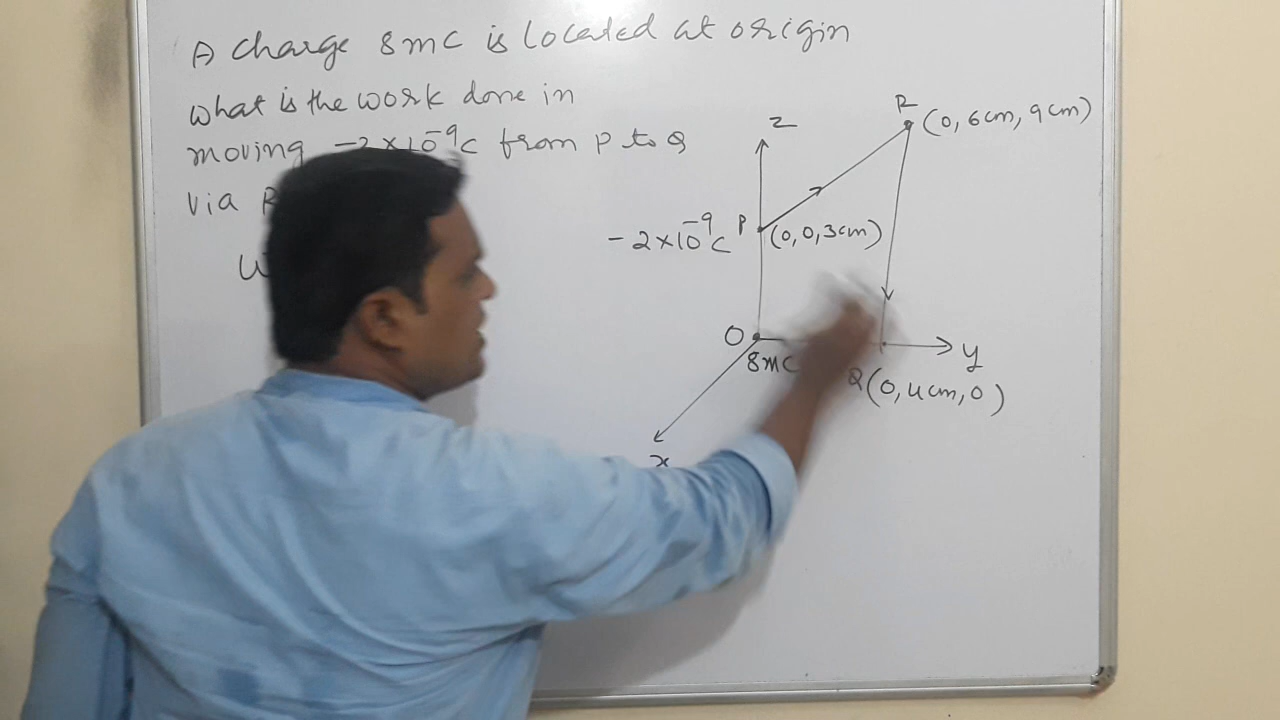 A charge 8mC is located at origin
what is the work done in
moving -2×10⁻⁹C from P to Q
via
z
R (0, 6cm, 9cm)
-2×10⁻⁹C P (0,0,3cm)
O
8mC
y
Q(0,4cm,0)
x